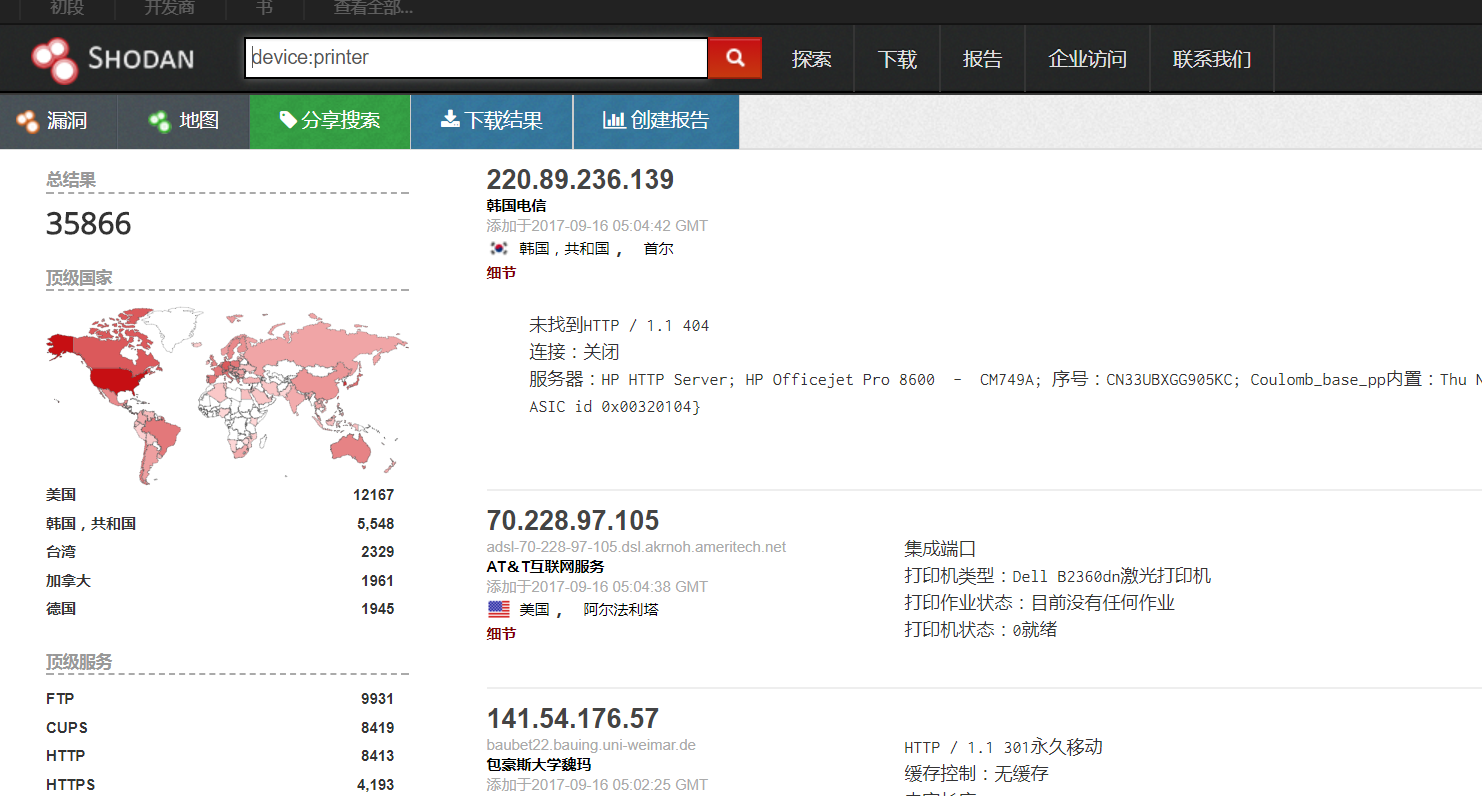 初段 开发商 书 查看全部...
SHODAN device:printer 探索 下载 报告 企业访问 联系我们
漏洞 地图 分享搜索 下载结果 创建报告
总结果
35866
顶级国家
美国 12167
韩国，共和国 5,548
台湾 2329
加拿大 1961
德国 1945
顶级服务
FTP 9931
CUPS 8419
HTTP 8413
HTTPS 4,193
220.89.236.139
韩国电信
添加于2017-09-16 05:04:42 GMT
韩国，共和国， 首尔
细节
未找到HTTP / 1.1 404
连接：关闭
服务器：HP HTTP Server; HP Officejet Pro 8600 - CM749A; 序号：CN33UBXGG905KC; Coulomb_base_pp内置：Thu N
ASIC id 0x00320104}
70.228.97.105
adsl-70-228-97-105.dsl.akrnoh.ameritech.net
AT＆T互联网服务
添加于2017-09-16 05:04:38 GMT
美国， 阿尔法利塔
细节
集成端口
打印机类型：Dell B2360dn激光打印机
打印作业状态：目前没有任何作业
打印机状态：0就绪
141.54.176.57
baubet22.bauing.uni-weimar.de
包豪斯大学魏玛
添加于2017-09-16 05:02:25 GMT
HTTP / 1.1 301永久移动
缓存控制：无缓存